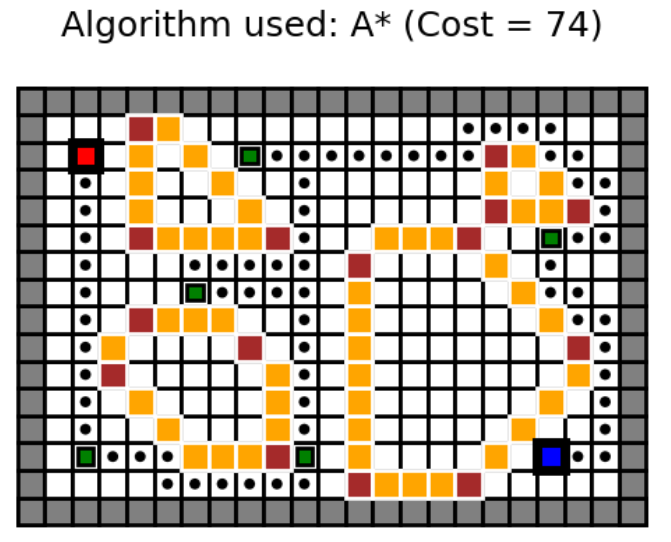 Algorithm used: A* (Cost = 74)